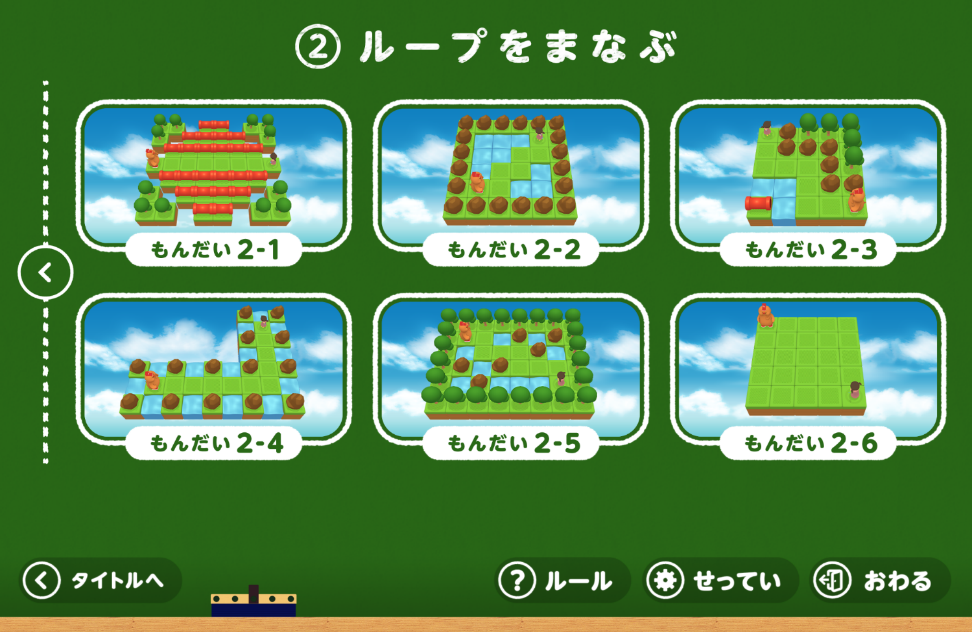 ② ループをまなぶ
もんだい 2-1
もんだい 2-2
もんだい 2-3
もんだい 2-4
もんだい 2-5
もんだい 2-6
タイトルへ
? ルール
せってい
おわる